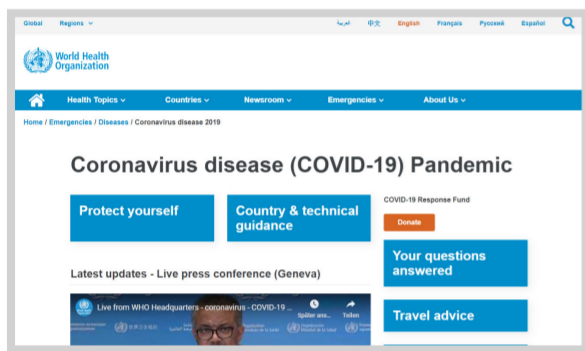 Global Regions العربية 中文 English Français Русский Español
World Health
Organization
Health Topics Countries Newsroom Emergencies About Us
Home / Emergencies / Diseases / Coronavirus disease 2019
Coronavirus disease (COVID-19) Pandemic
Protect yourself
Country & technical
guidance
COVID-19 Response Fund
Donate
Your questions
answered
Latest updates - Live press conference (Geneva)
Live from WHO Headquarters - coronavirus - COVID-19 ...
Später ans... Teilen
Travel advice